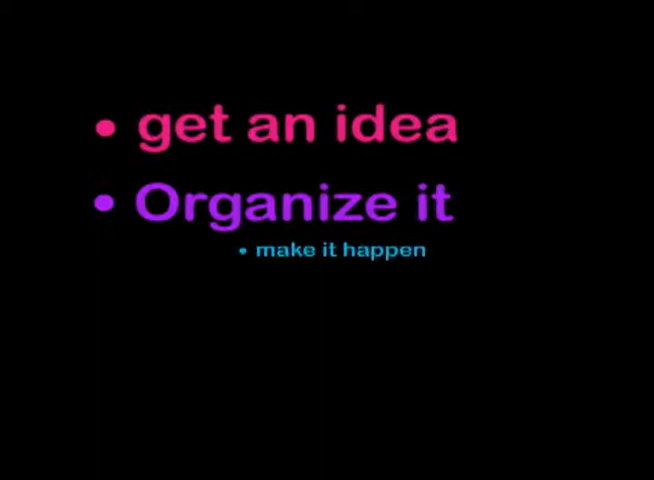 • get an idea
• Organize it
• make it happen